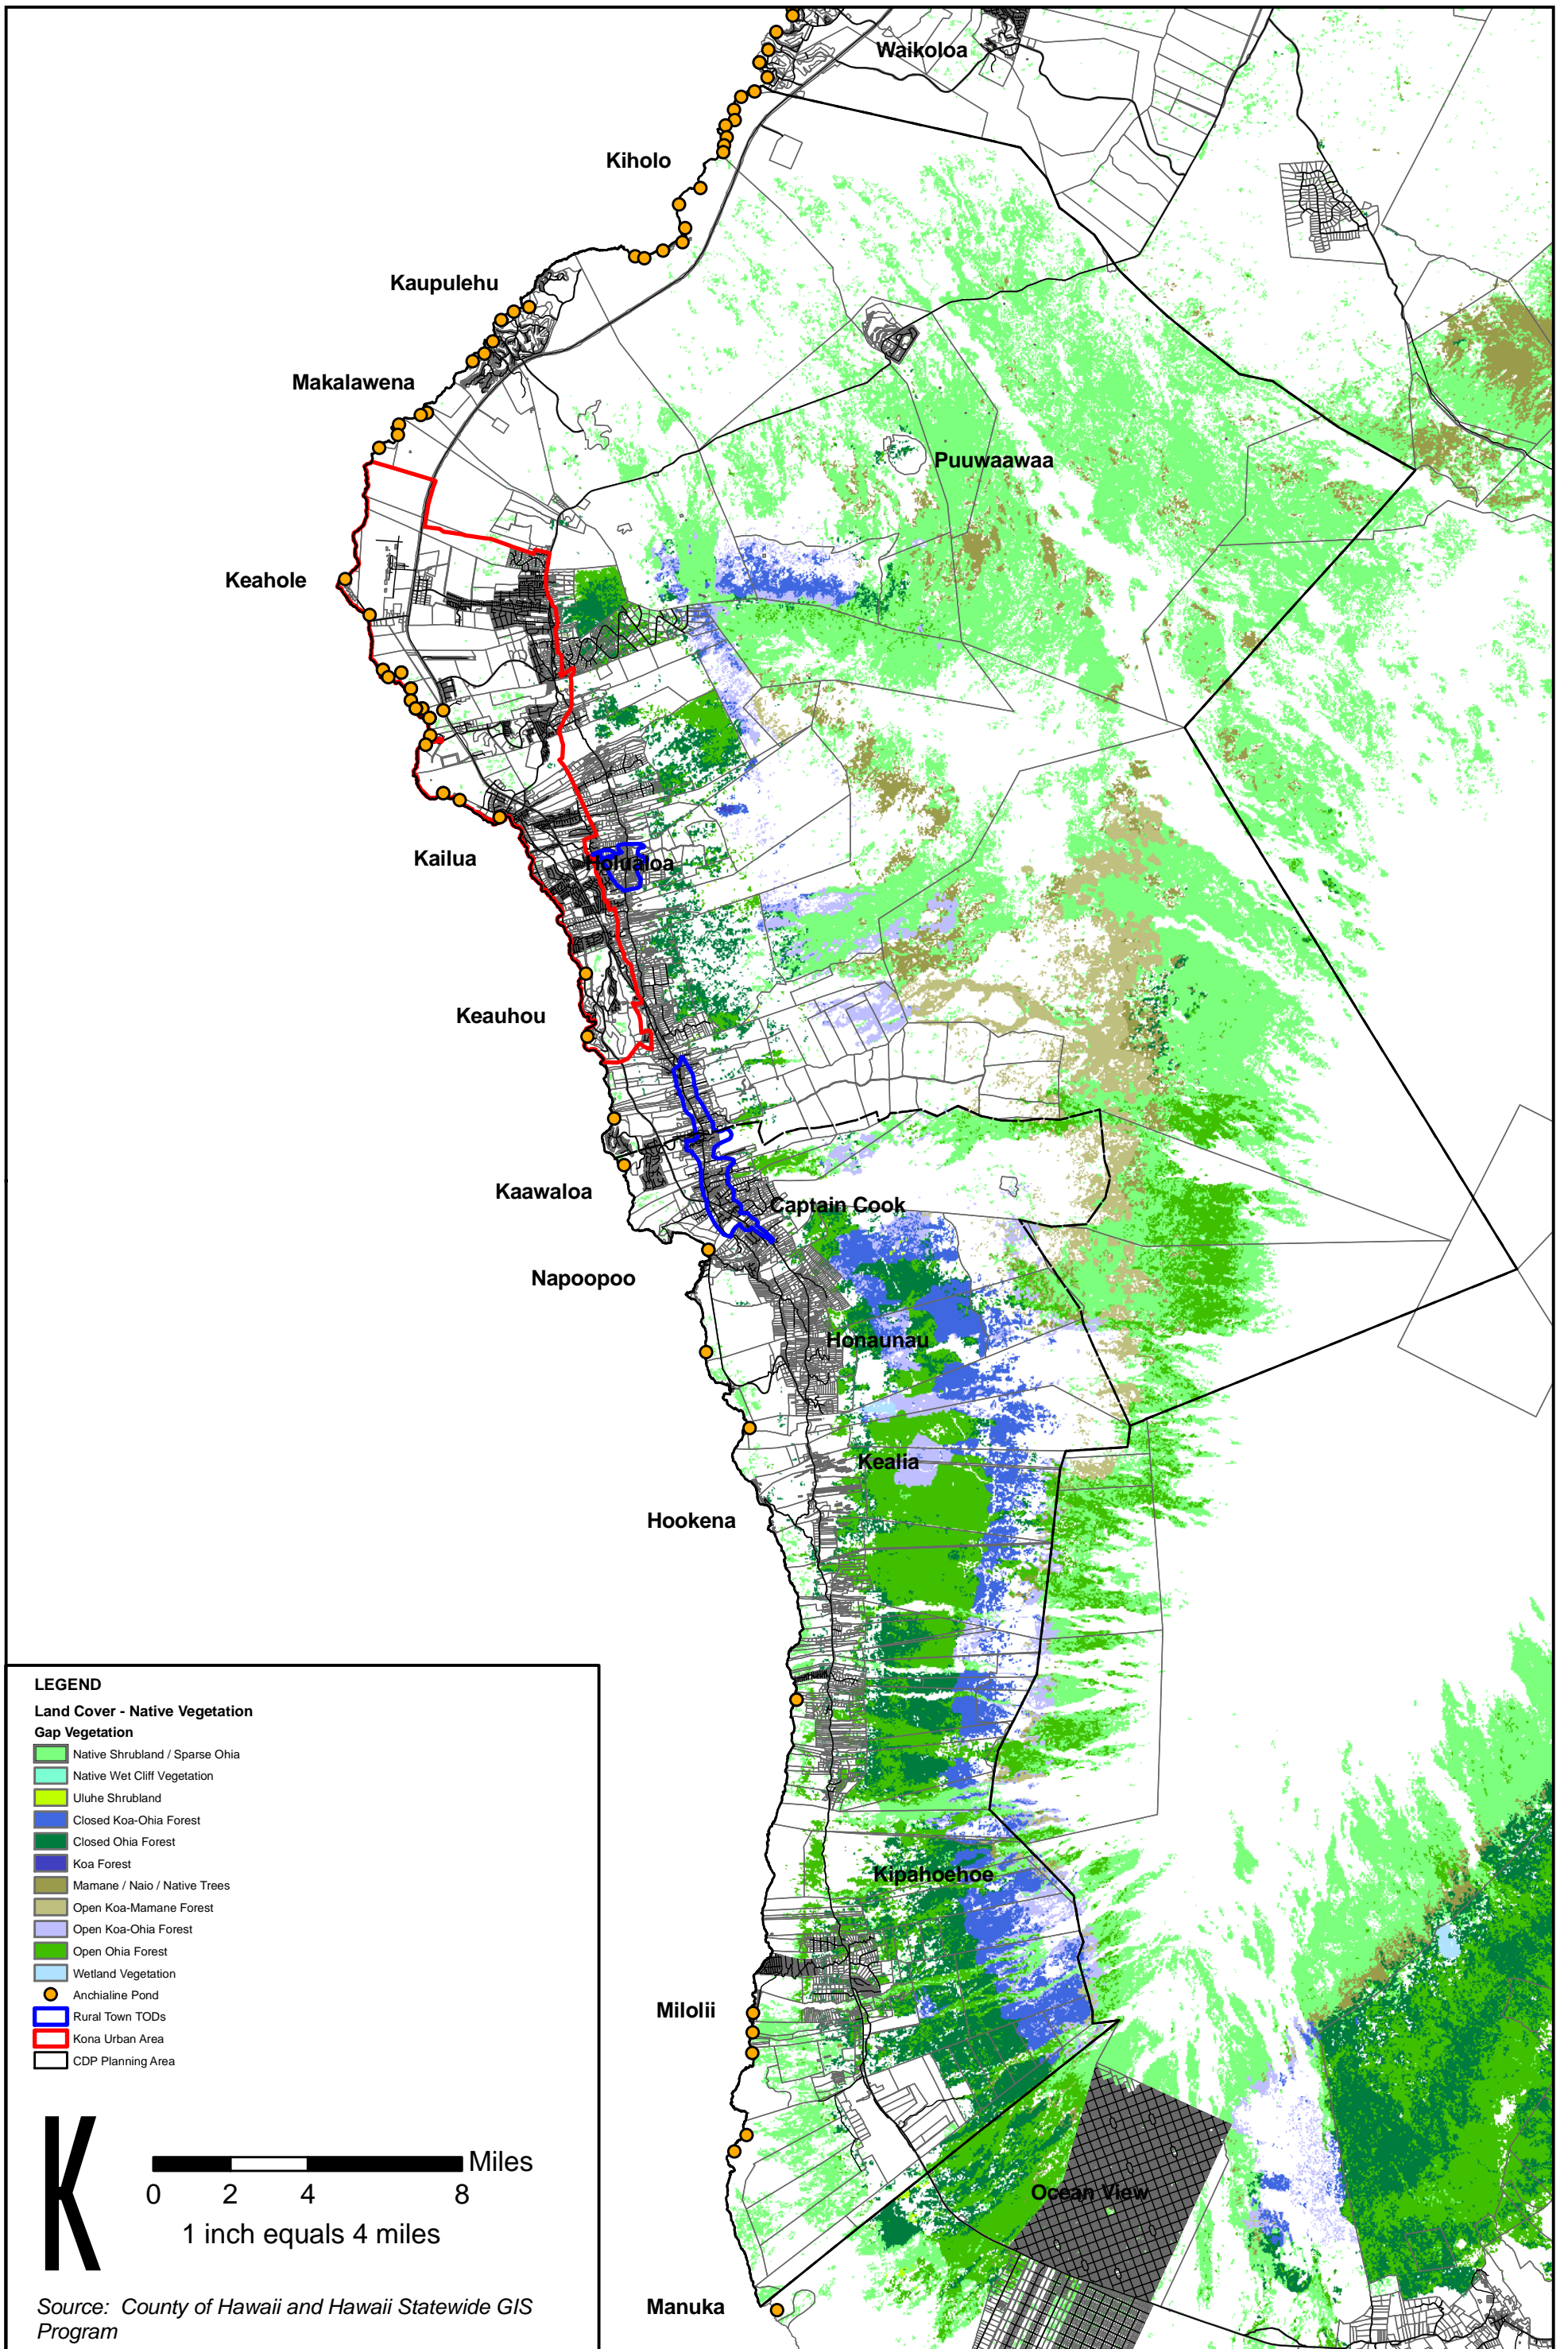 Waikoloa
Kiholo
Kaupulehu
Makalawena
Puuwaawaa
Keahole
Kailua
Holualoa
Keauhou
Kaawaloa
Captain Cook
Napoopoo
Honaunau
Kealia
Hookena
Kipahoehoe
Milolii
Ocean View
Manuka
LEGEND
Land Cover - Native Vegetation
Gap Vegetation
Native Shrubland / Sparse Ohia
Native Wet Cliff Vegetation
Uluhe Shrubland
Closed Koa-Ohia Forest
Closed Ohia Forest
Koa Forest
Mamane / Naio / Native Trees
Open Koa-Mamane Forest
Open Koa-Ohia Forest
Open Ohia Forest
Wetland Vegetation
Anchialine Pond
Rural Town TODs
Kona Urban Area
CDP Planning Area
K
Miles
0 2 4 8
1 inch equals 4 miles
Source: County of Hawaii and Hawaii Statewide GIS
Program